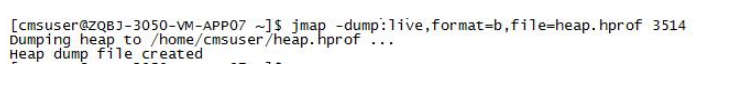 [cmsuser@ZQBJ-3050-VM-APP07 ~]$ jmap -dump:live,format=b,file=heap.hprof 3514
Dumping heap to /home/cmsuser/heap.hprof ...
Heap dump file created